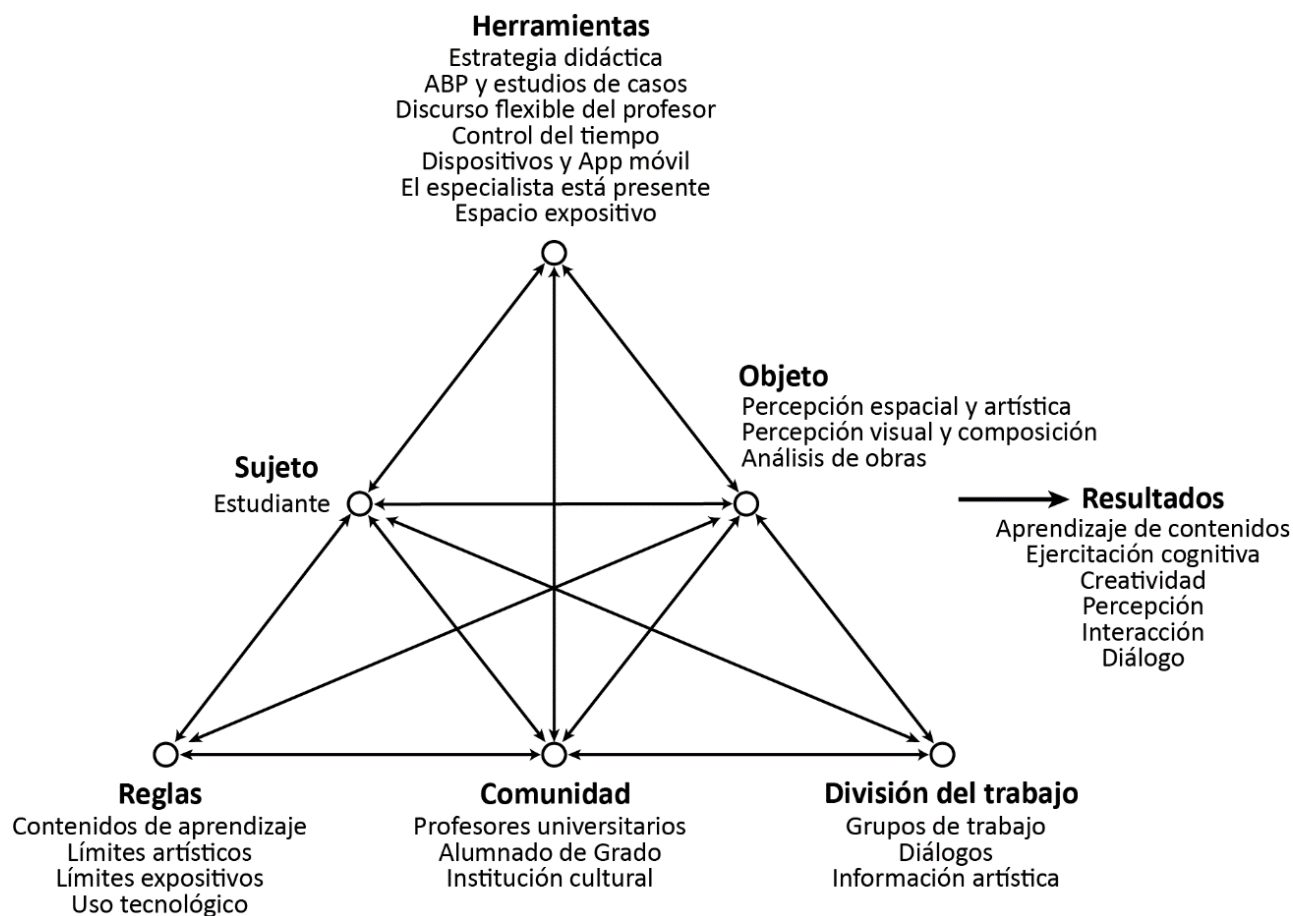 Herramientas
Estrategia didáctica
ABP y estudios de casos
Discurso flexible del profesor
Control del tiempo
Dispositivos y App móvil
El especialista está presente
Espacio expositivo
Objeto
Percepción espacial y artística
Percepción visual y composición
Análisis de obras
Sujeto
Estudiante
Resultados
Aprendizaje de contenidos
Ejercitación cognitiva
Creatividad
Percepción
Interacción
Diálogo
Reglas
Contenidos de aprendizaje
Límites artísticos
Límites expositivos
Uso tecnológico
Comunidad
Profesores universitarios
Alumnado de Grado
Institución cultural
División del trabajo
Grupos de trabajo
Diálogos
Información artística